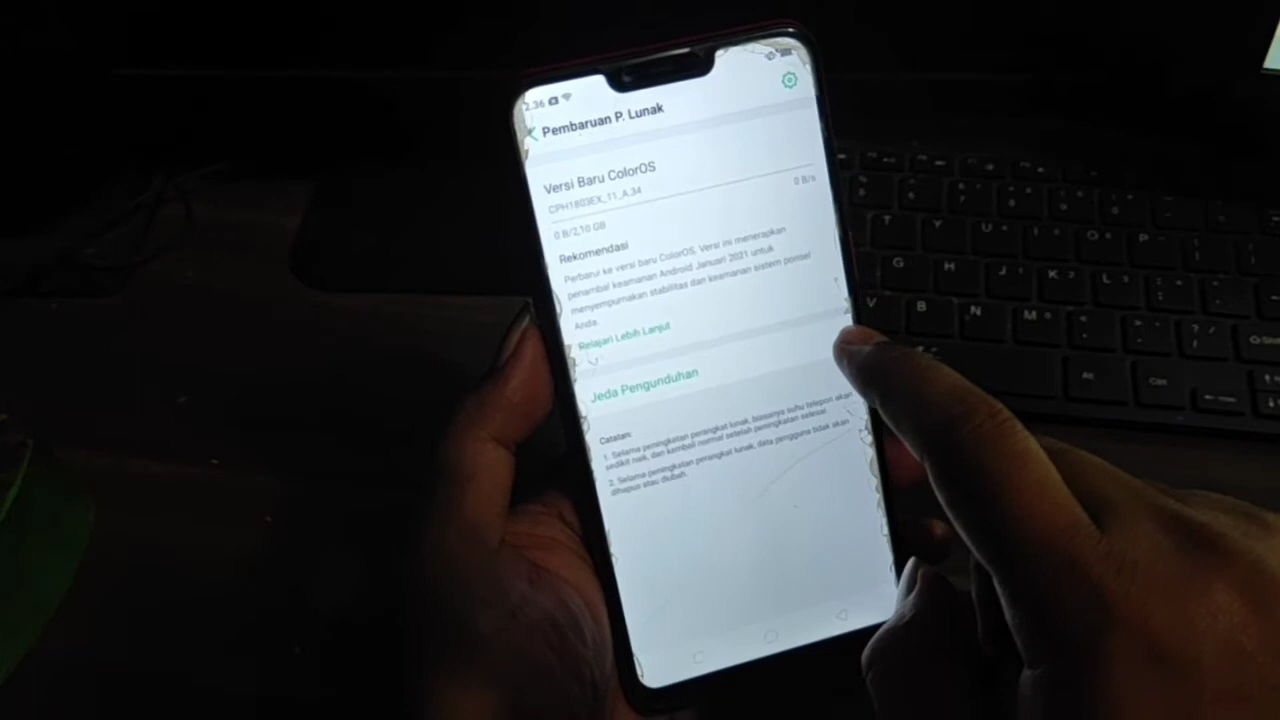 2.36
Pembaruan P. Lunak
Versi Baru ColorOS
CPH1803EX_11_A.34
0 B/2,10 GB
0 B/s
Rekomendasi
Perbarui ke versi baru ColorOS. Versi ini menerapkan
penambal keamanan Android Januari 2021 untuk
menyempurnakan stabilitas dan keamanan sistem ponsel
Anda.
Pelajari Lebih Lanjut
Jeda Pengunduhan
Catatan:
1. Selama peningkatan perangkat lunak, biasanya suhu telepon akan
sedikit naik, dan kembali normal setelah peningkatan selesai.
2. Selama peningkatan perangkat lunak, data pengguna tidak akan
dihapus atau diubah.
T Y U O P
G H J K L
V B N M
Alt Ctrl